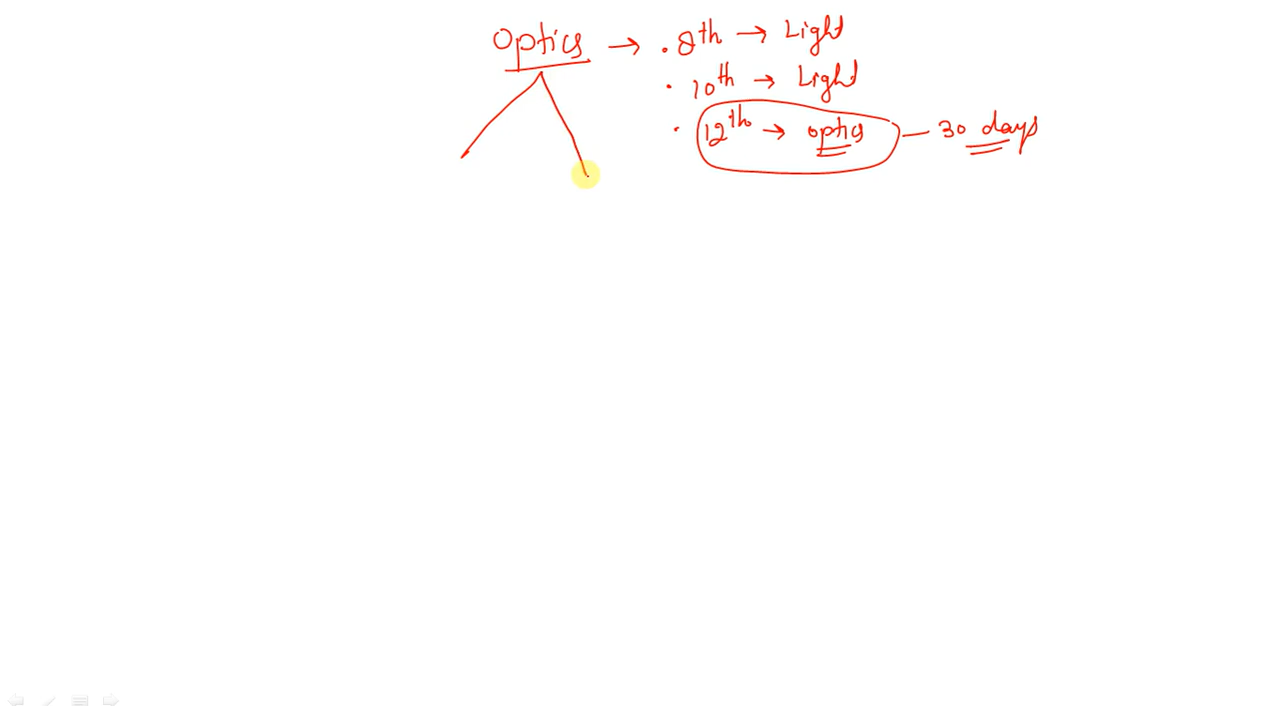 Optics → . 8th → Light
. 10th → Light
. 12th → optics — 30 days